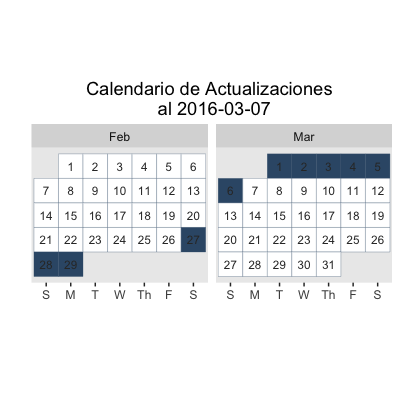 Calendario de Actualizaciones
al 2016-03-07
Feb
1 2 3 4 5 6
7 8 9 10 11 12 13
14 15 16 17 18 19 20
21 22 23 24 25 26 27
28 29
S M T W Th F S
Mar
1 2 3 4 5
6 7 8 9 10 11 12
13 14 15 16 17 18 19
20 21 22 23 24 25 26
27 28 29 30 31
S M T W Th F S